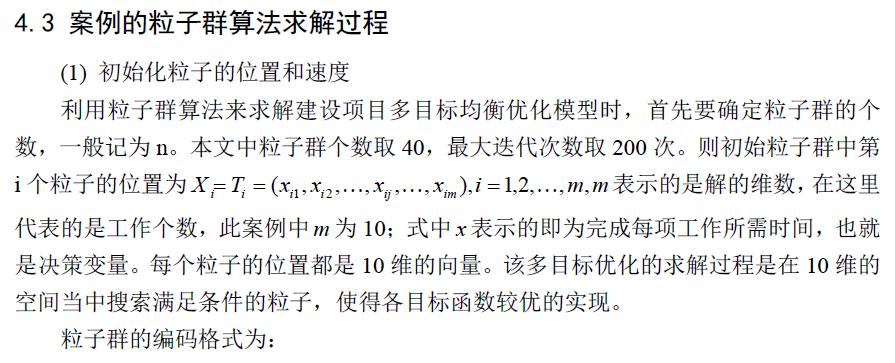 4.3 案例的粒子群算法求解过程
(1) 初始化粒子的位置和速度
利用粒子群算法来求解建设项目多目标均衡优化模型时，首先要确定粒子群的个
数，一般记为 n。本文中粒子群个数取 40，最大迭代次数取 200 次。则初始粒子群中第
i 个粒子的位置为 X_i = T_i = (x_{i1}, x_{i2}, …, x_{ij}, …, x_{im}), i = 1,2,…,m, m 表示的是解的维数，在这里
代表的是工作个数，此案例中 m 为 10；式中 x 表示的即为完成每项工作所需时间，也就
是决策变量。每个粒子的位置都是 10 维的向量。该多目标优化的求解过程是在 10 维的
空间当中搜索满足条件的粒子，使得各目标函数较优的实现。
粒子群的编码格式为：